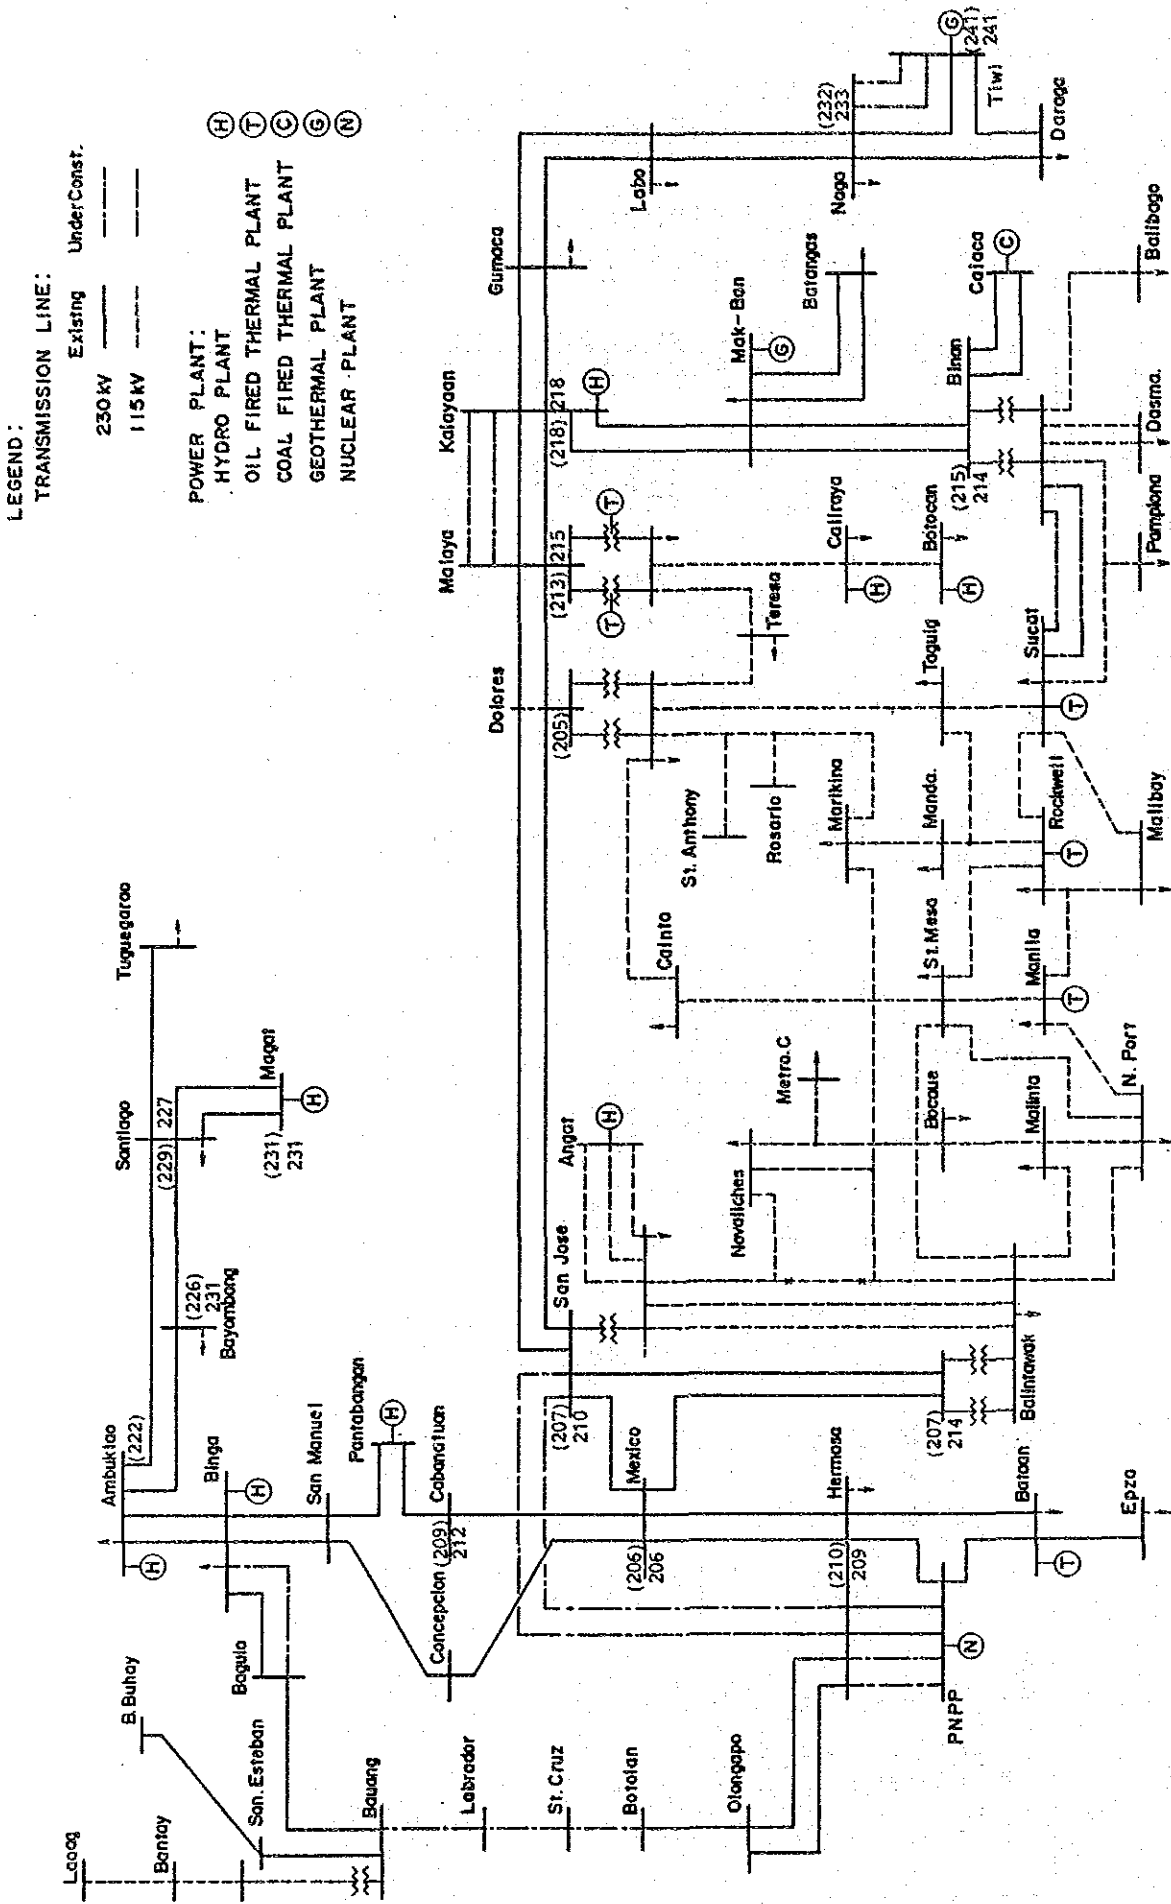 LEGEND:
TRANSMISSION LINE:
Existng UnderConst.
230 kV
115 kV
POWER PLANT:
HYDRO PLANT H
OIL FIRED THERMAL PLANT T
COAL FIRED THERMAL PLANT C
GEOTHERMAL PLANT G
NUCLEAR PLANT N
Laoag
Bantay
San. Esteban
B. Buhay
Bauang
Labrador
St. Cruz
Botolan
Olongapo
Baguio
Ambuklao
(222)
H
Binga
H
San Manuel
Pantabangan
H
Concepcion
Cabanatuan
(209)
212
Mexico
(206)
206
Hermosa
(210)
209
PNPP
N
Bataan
T
Epza
Bayombong
(226)
231
Santiago
(229) 227
Magat
(231)
231
H
Tuguegarao
San Jose
(207)
210
(207)
214
Balintawak
Angat
H
Novaliches
Metro. C
Bocaue
Malinta
N. Port
Cainta
St. Mesa
Manila
T
St. Anthony
Rosario
Marikina
Manda.
Rockwell
T
Malibay
Dolores
(205)
Teresa
Taguig
Sucat
T
Malaya
(213) 215
T
T
Caliraya
H
Botocan
H
Pamplona
Kalayaan
(218) 218
H
Mak-Ban
G
Batangas
Binan
(215)
214
Calaca
C
Dasma.
Balibago
Gumaca
Labo
Naga
(232)
233
G
(241)
241
Tiwi
Daraga